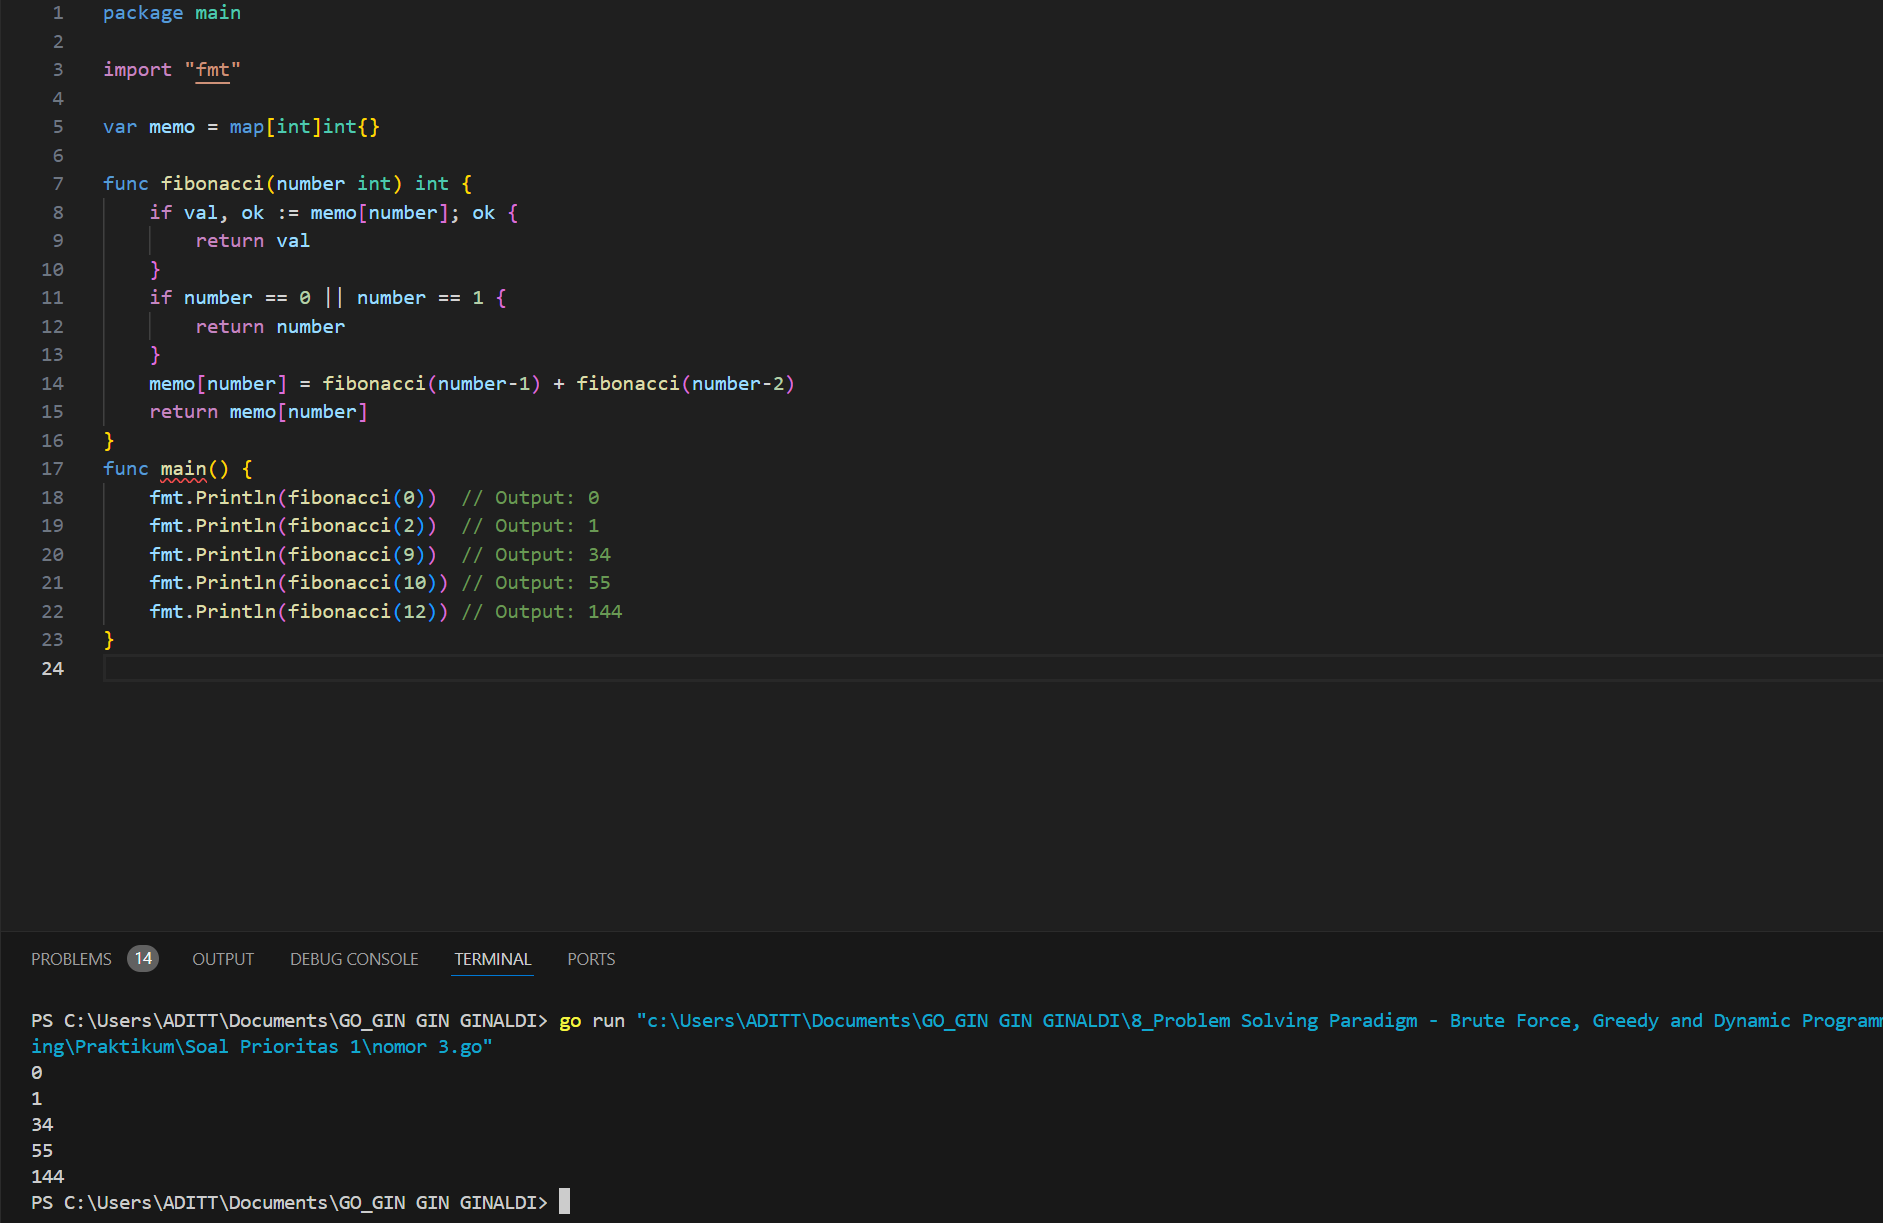 1 package main
2
3 import "fmt"
4
5 var memo = map[int]int{}
6
7 func fibonacci(number int) int {
8     if val, ok := memo[number]; ok {
9         return val
10     }
11     if number == 0 || number == 1 {
12         return number
13     }
14     memo[number] = fibonacci(number-1) + fibonacci(number-2)
15     return memo[number]
16 }
17 func main() {
18     fmt.Println(fibonacci(0))  // Output: 0
19     fmt.Println(fibonacci(2))  // Output: 1
20     fmt.Println(fibonacci(9))  // Output: 34
21     fmt.Println(fibonacci(10)) // Output: 55
22     fmt.Println(fibonacci(12)) // Output: 144
23 }
24
PROBLEMS 14 OUTPUT DEBUG CONSOLE TERMINAL PORTS
PS C:\Users\ADITT\Documents\GO_GIN GIN GINALDI> go run "c:\Users\ADITT\Documents\GO_GIN GIN GINALDI\8_Problem Solving Paradigm - Brute Force, Greedy and Dynamic Programm
ing\Praktikum\Soal Prioritas 1\nomor 3.go"
0
1
34
55
144
PS C:\Users\ADITT\Documents\GO_GIN GIN GINALDI>